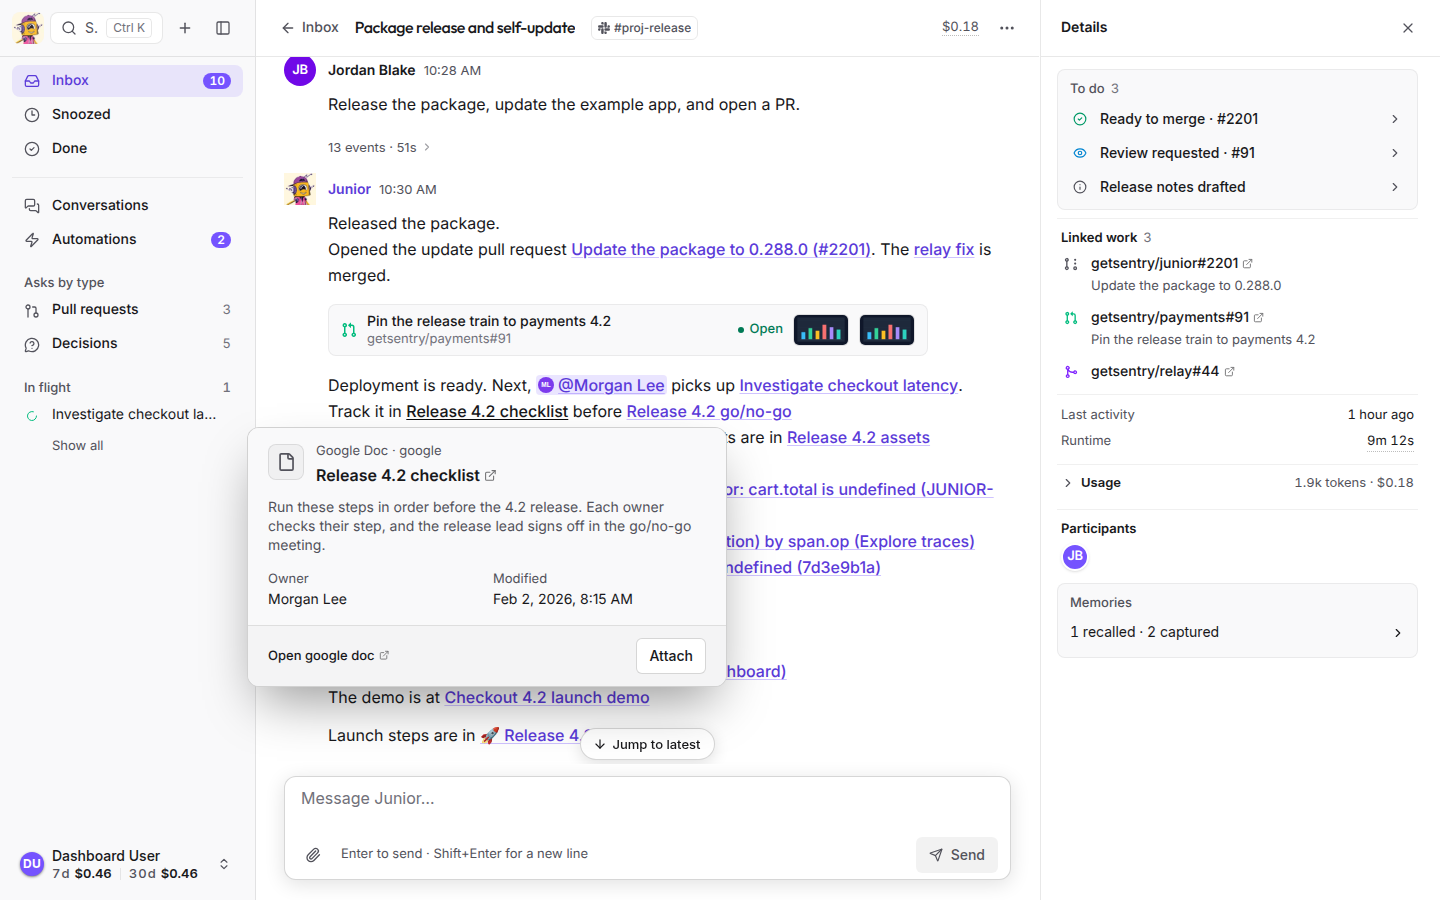 S.
Ctrl K
Inbox
10
Snoozed
Done
Conversations
Automations
2
Asks by type
Pull requests
3
Decisions
5
In flight
1
Investigate checkout la...
Show all
Dashboard User
7d $0.46
30d $0.46
Inbox
Package release and self-update
#proj-release
$0.18
JB
Jordan Blake 10:28 AM
Release the package, update the example app, and open a PR.
13 events · 51s
Junior 10:30 AM
Released the package.
Opened the update pull request Update the package to 0.288.0 (#2201). The relay fix is
merged.
Pin the release train to payments 4.2
getsentry/payments#91
Open
Deployment is ready. Next, ML @Morgan Lee picks up Investigate checkout latency.
Track it in Release 4.2 checklist before Release 4.2 go/no-go
s are in Release 4.2 assets
or: cart.total is undefined (JUNIOR-
tion) by span.op (Explore traces)
ndefined (7d3e9b1a)
hboard)
The demo is at Checkout 4.2 launch demo
Launch steps are in 🚀 Release 4.
Google Doc · google
Release 4.2 checklist
Run these steps in order before the 4.2 release. Each owner
checks their step, and the release lead signs off in the go/no-go
meeting.
Owner
Morgan Lee
Modified
Feb 2, 2026, 8:15 AM
Open google doc
Attach
Jump to latest
Message Junior...
Enter to send · Shift+Enter for a new line
Send
DU
Details
To do 3
Ready to merge · #2201
Review requested · #91
Release notes drafted
Linked work 3
getsentry/junior#2201
Update the package to 0.288.0
getsentry/payments#91
Pin the release train to payments 4.2
getsentry/relay#44
Last activity
1 hour ago
Runtime
9m 12s
Usage
1.9k tokens · $0.18
Participants
JB
Memories
1 recalled · 2 captured